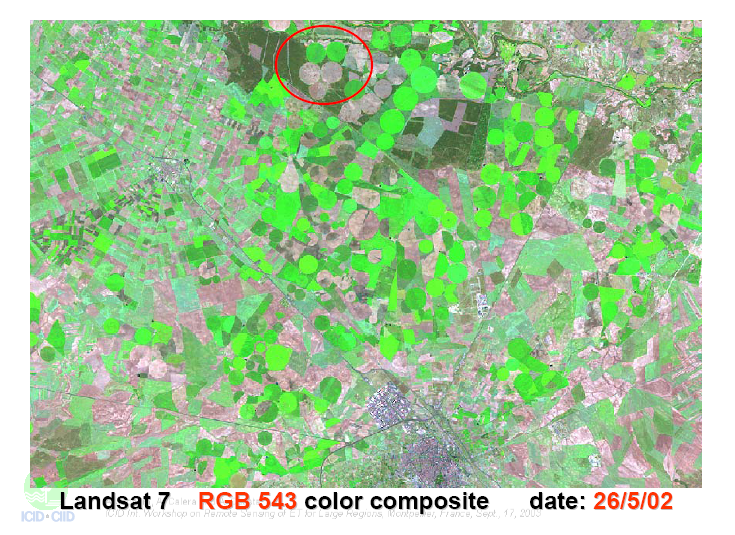 Landsat 7 RGB 543 color composite date: 26/5/02
ICID•CIID
ICID Int. Workshop on Remote Sensing of ET for Large Regions, Montpellier, France, Sept., 17, 2003